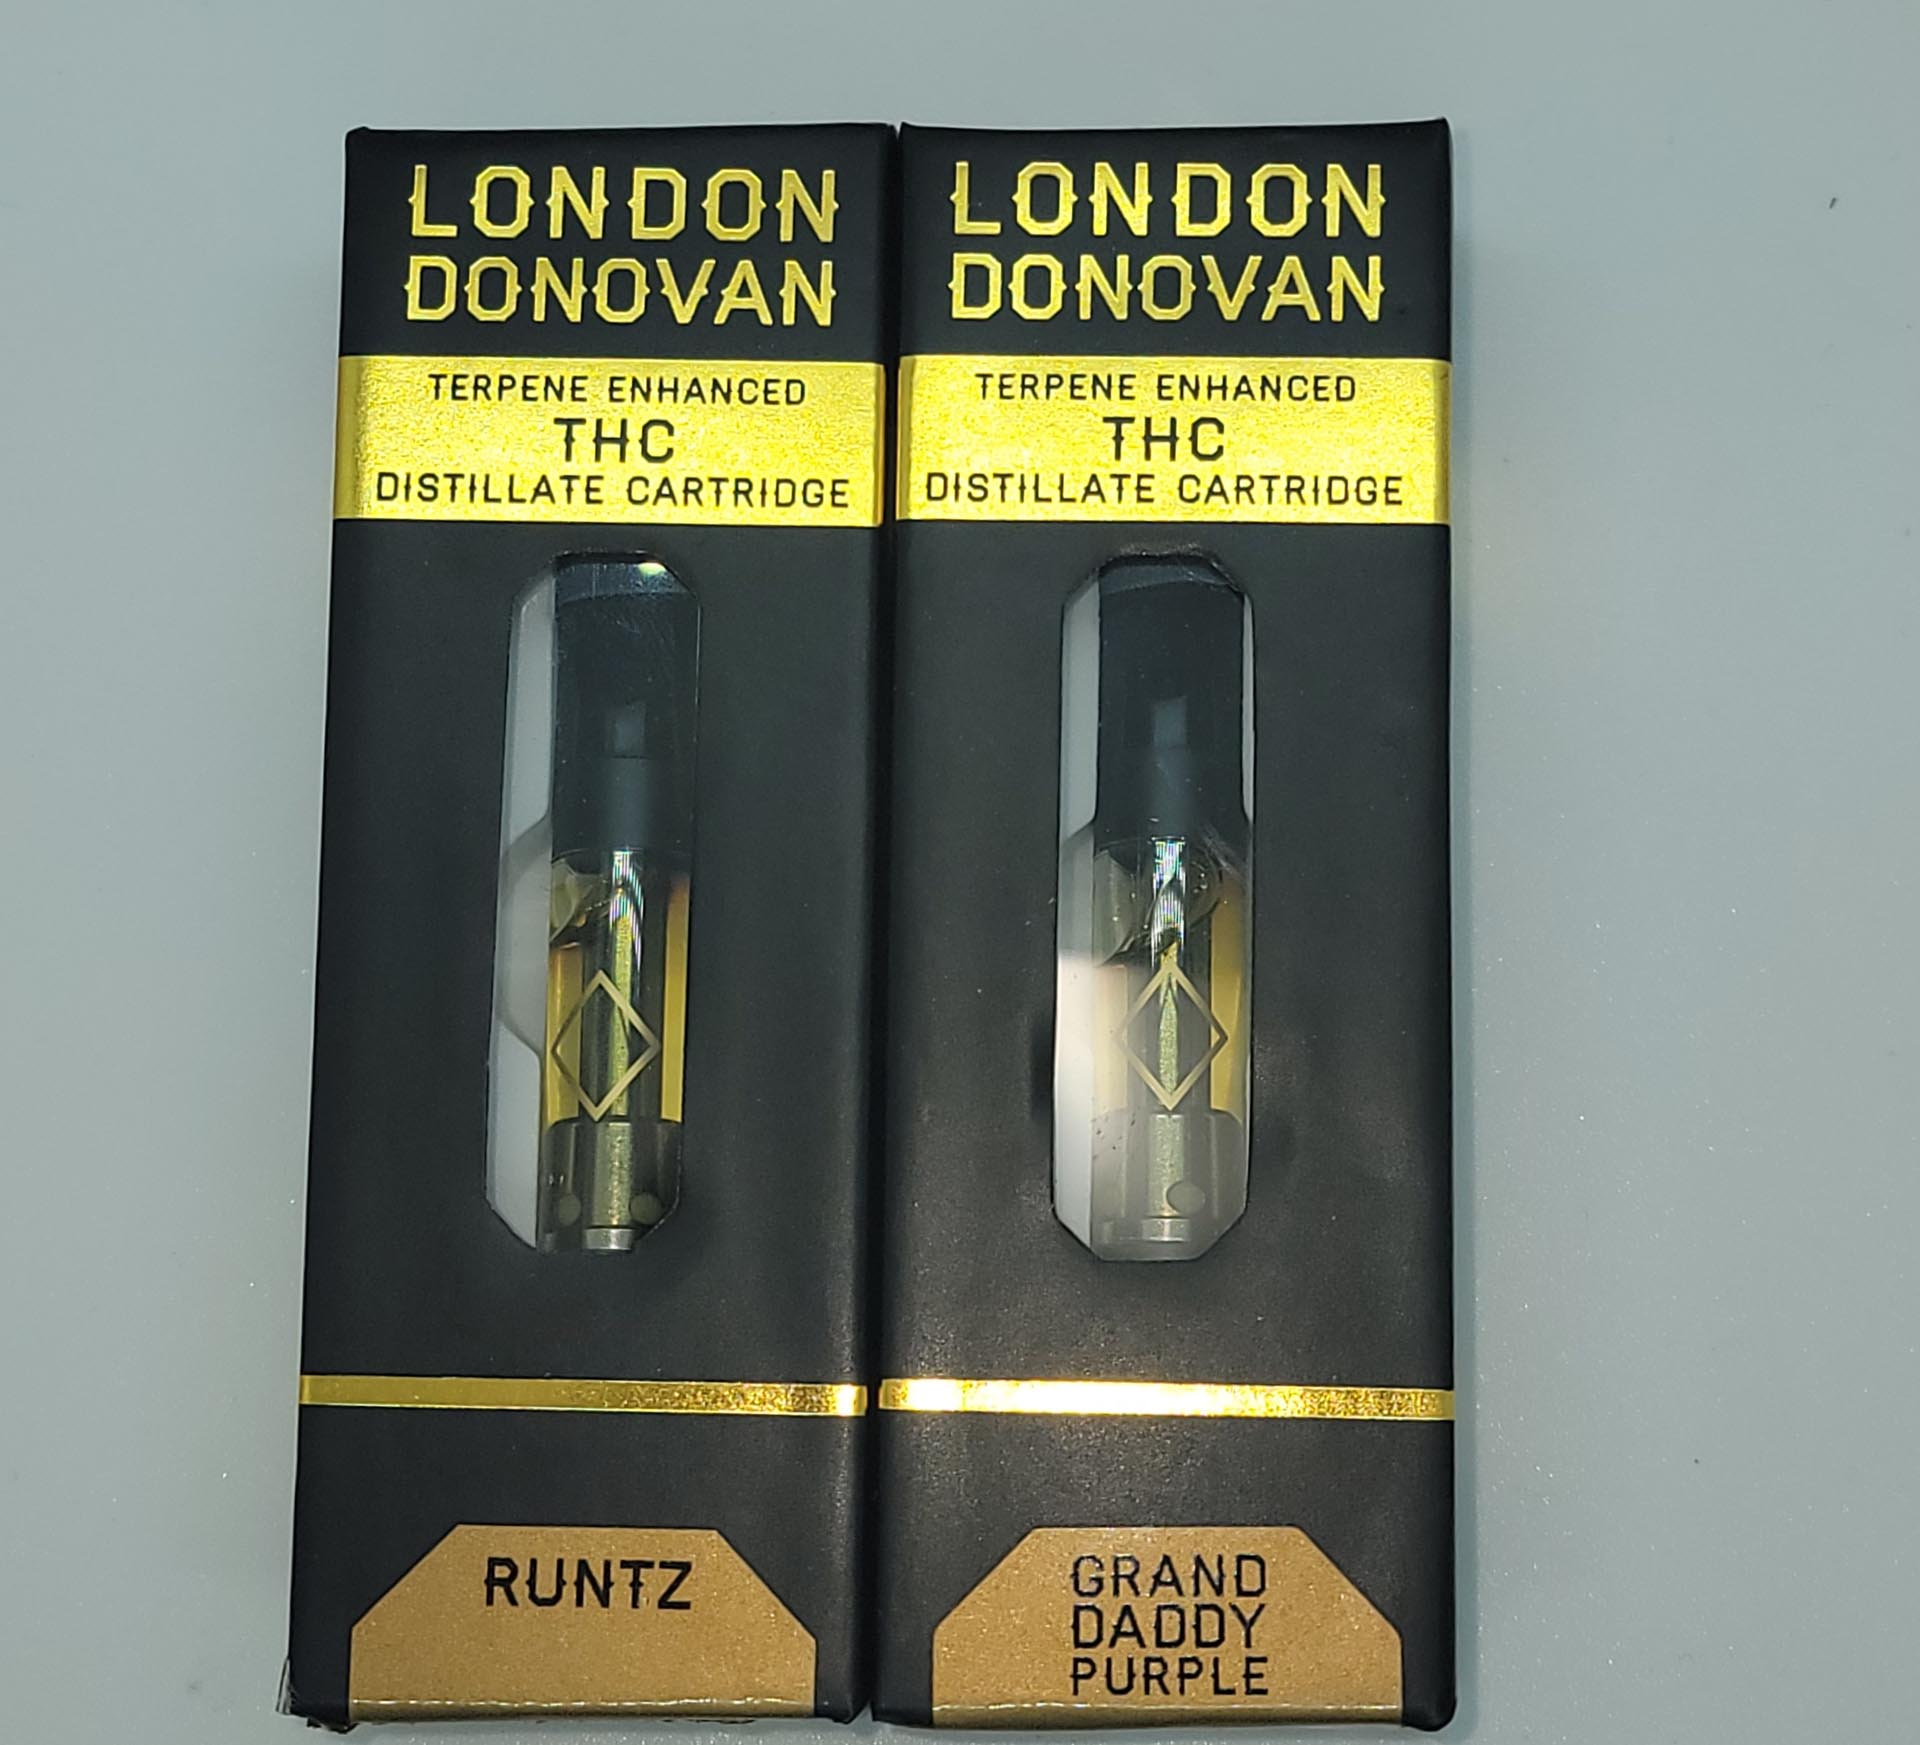 LONDON
DONOVAN
TERPENE ENHANCED
THC
DISTILLATE CARTRIDGE
RUNTZ
LONDON
DONOVAN
TERPENE ENHANCED
THC
DISTILLATE CARTRIDGE
GRAND
DADDY
PURPLE